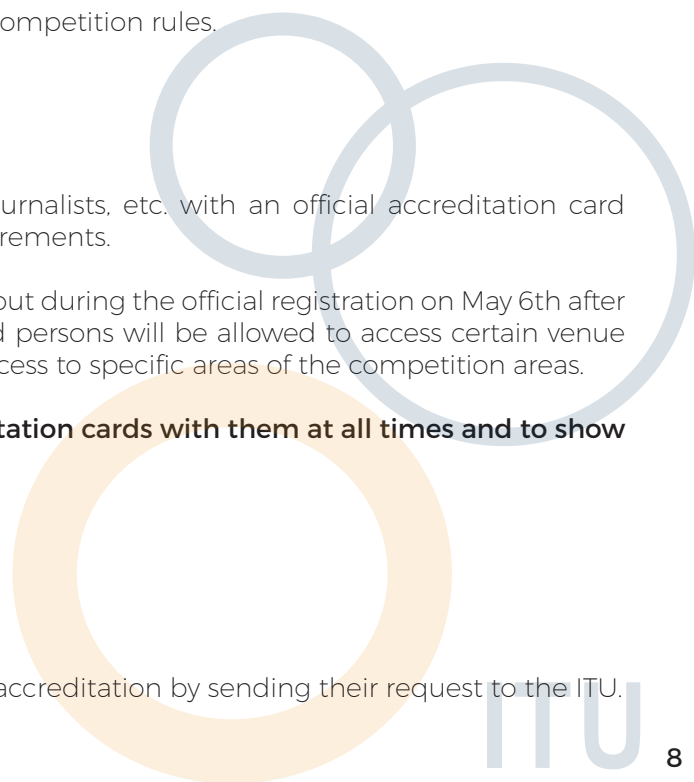 ompetition rules.
urnalists, etc. with an official accreditation card
rements.
out during the official registration on May 6th after
d persons will be allowed to access certain venue
cess to specific areas of the competition areas.
tation cards with them at all times and to show
accreditation by sending their request to the ITU.
ITU
8